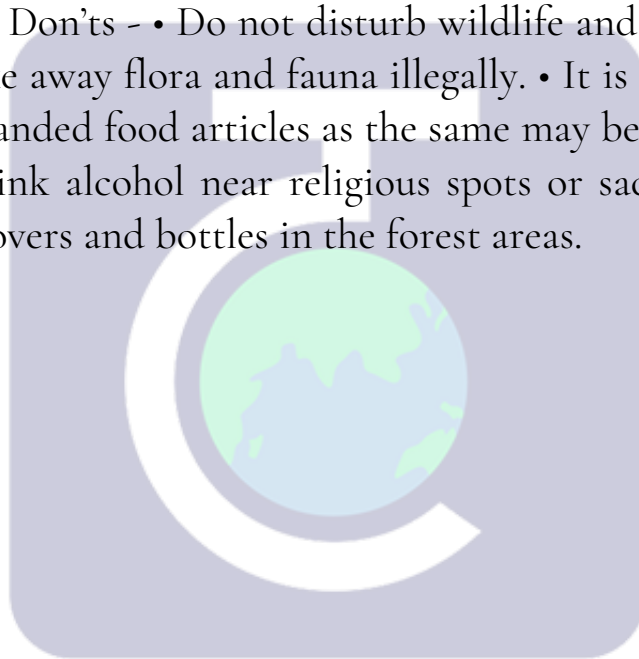 Don’ts - • Do not disturb wildlife and
e away flora and fauna illegally. • It is
anded food articles as the same may be
ink alcohol near religious spots or sac
overs and bottles in the forest areas.